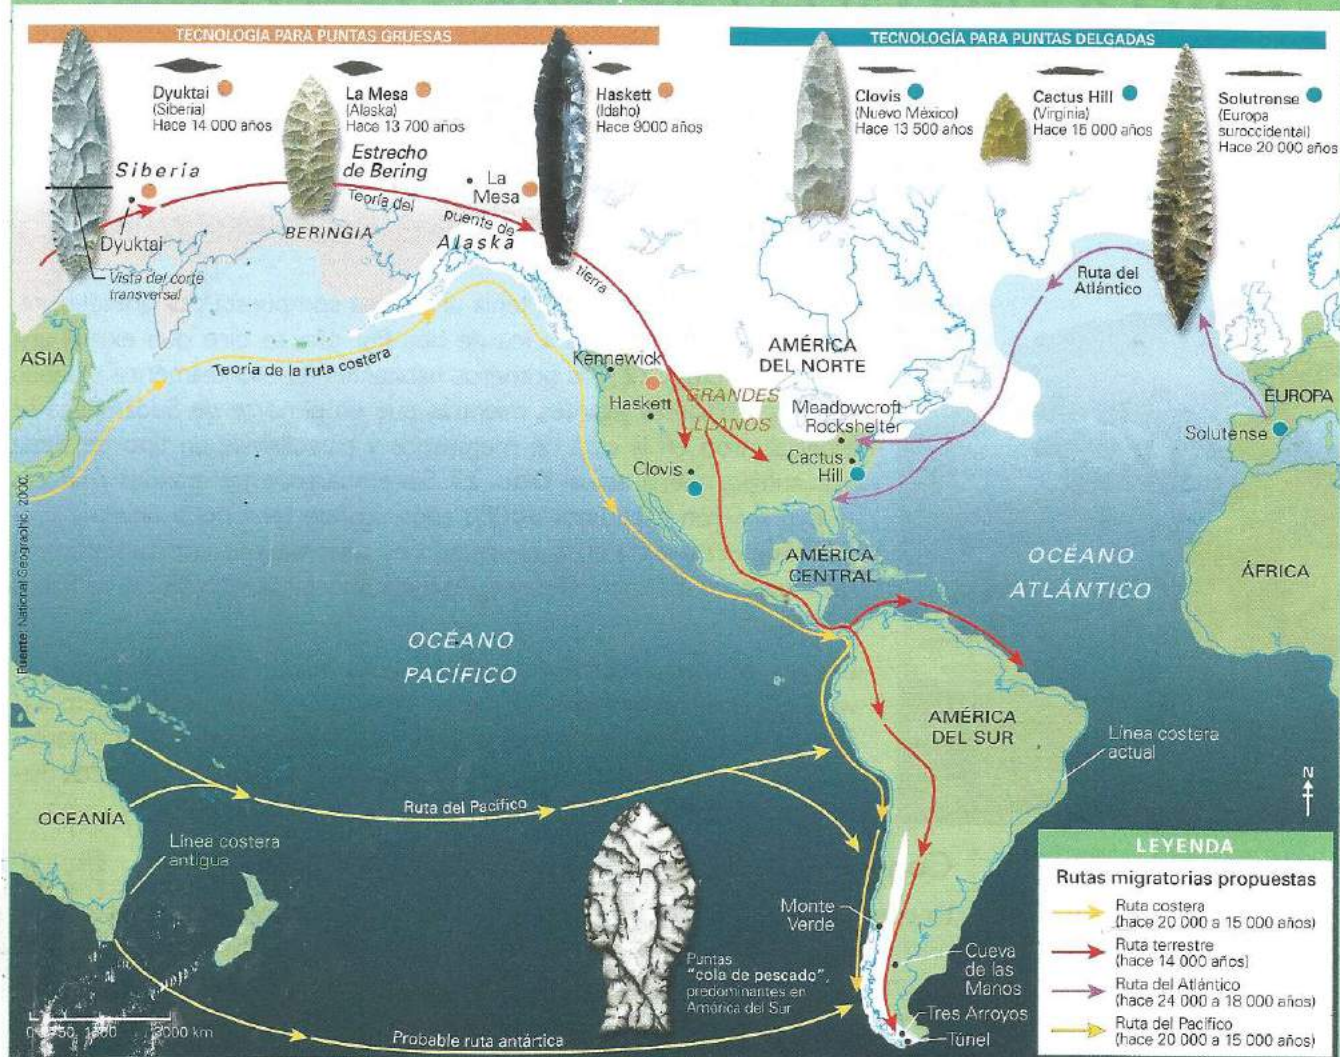 TECNOLOGÍA PARA PUNTAS GRUESAS
TECNOLOGÍA PARA PUNTAS DELGADAS
Dyuktai
(Siberia)
Hace 14 000 años
La Mesa
(Alaska)
Hace 13 700 años
Haskett
(Idaho)
Hace 9000 años
Clovis
(Nuevo México)
Hace 13 500 años
Cactus Hill
(Virginia)
Hace 15 000 años
Solutrense
(Europa
suroccidental)
Hace 20 000 años
Siberia
Estrecho
de Bering
La
Mesa
Teoría del
puente de
tierra
BERINGIA
Alaska
Dyuktai
Vista del corte
transversal
Ruta del
Atlántico
ASIA
Teoría de la ruta costera
Kennewick
Haskett
GRANDES
LLANOS
AMÉRICA
DEL NORTE
Meadowcroft
Rockshelter
EUROPA
Solutense
Clovis
Cactus
Hill
Fuente: National Geographic, 2000.
AMÉRICA
CENTRAL
OCÉANO
ATLÁNTICO
ÁFRICA
OCÉANO
PACÍFICO
AMÉRICA
DEL SUR
Línea costera
actual
N
OCEANÍA
Ruta del Pacífico
Línea costera
antigua
Monte
Verde
Puntas
"cola de pescado",
predominantes en
América del Sur
Cueva
de las
Manos
Tres Arroyos
Túnel
3000 km
Probable ruta antártica
LEYENDA
Rutas migratorias propuestas
Ruta costera
(hace 20 000 a 15 000 años)
Ruta terrestre
(hace 14 000 años)
Ruta del Atlántico
(hace 24 000 a 18 000 años)
Ruta del Pacífico
(hace 20 000 a 15 000 años)